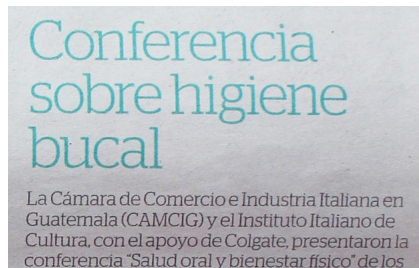 Conferencia
sobre higiene
bucal
La Cámara de Comercio e Industria Italiana en
Guatemala (CAMCIG) y el Instituto Italiano de
Cultura, con el apoyo de Colgate, presentaron la
conferencia “Salud oral y bienestar físico” de los